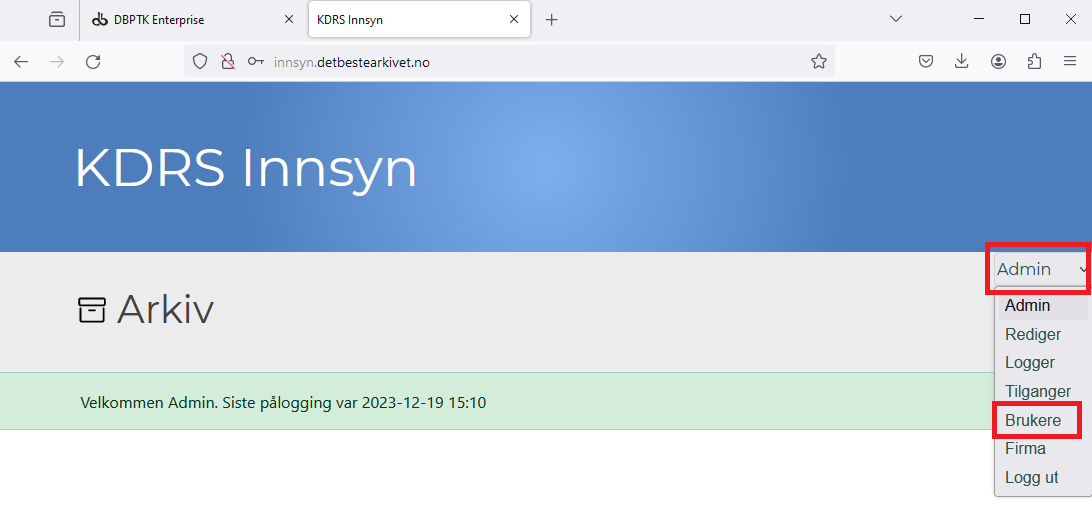 DBPTK Enterprise
KDRS Innsyn
innsyn.detbestearkivet.no
KDRS Innsyn
Admin
Arkiv
Admin
Rediger
Logger
Tilganger
Brukere
Firma
Logg ut
Velkommen Admin. Siste pålogging var 2023-12-19 15:10